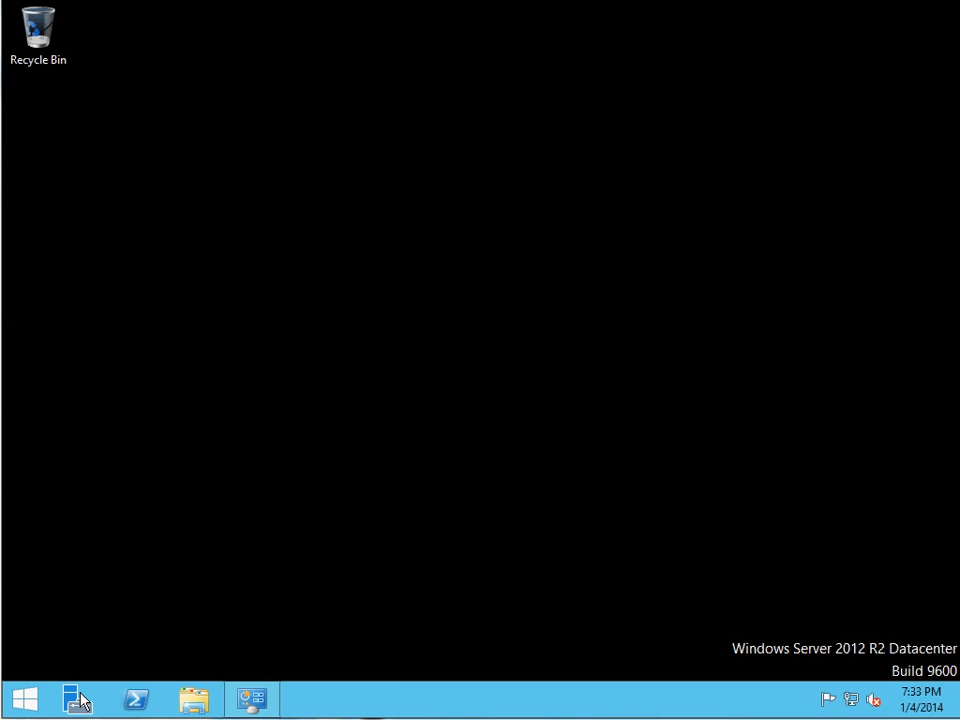 Recycle Bin
Windows Server 2012 R2 Datacenter
Build 9600
7:33 PM
1/4/2014